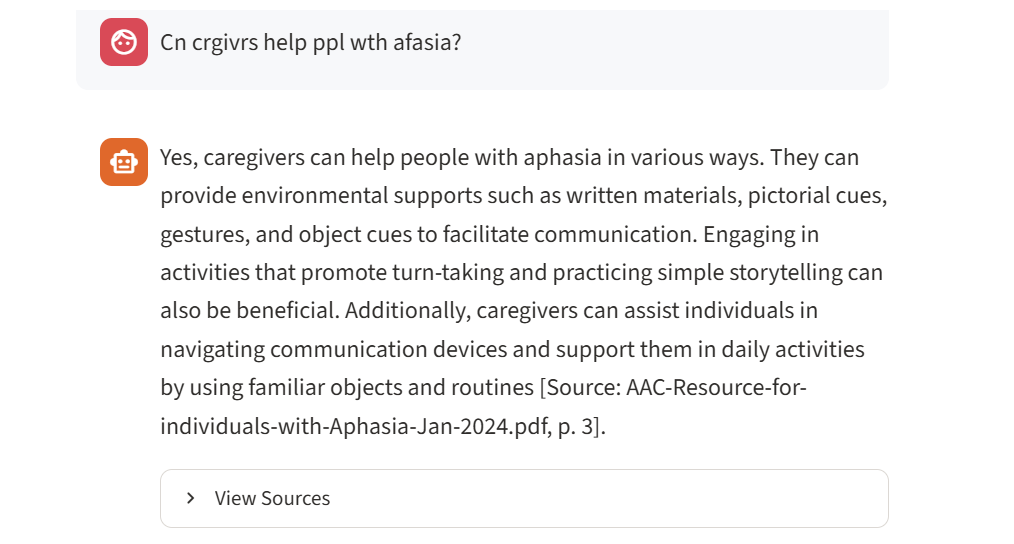 Cn crgivrs help ppl wth afasia?
Yes, caregivers can help people with aphasia in various ways. They can
provide environmental supports such as written materials, pictorial cues,
gestures, and object cues to facilitate communication. Engaging in
activities that promote turn-taking and practicing simple storytelling can
also be beneficial. Additionally, caregivers can assist individuals in
navigating communication devices and support them in daily activities
by using familiar objects and routines [Source: AAC-Resource-for-
individuals-with-Aphasia-Jan-2024.pdf, p. 3].
View Sources